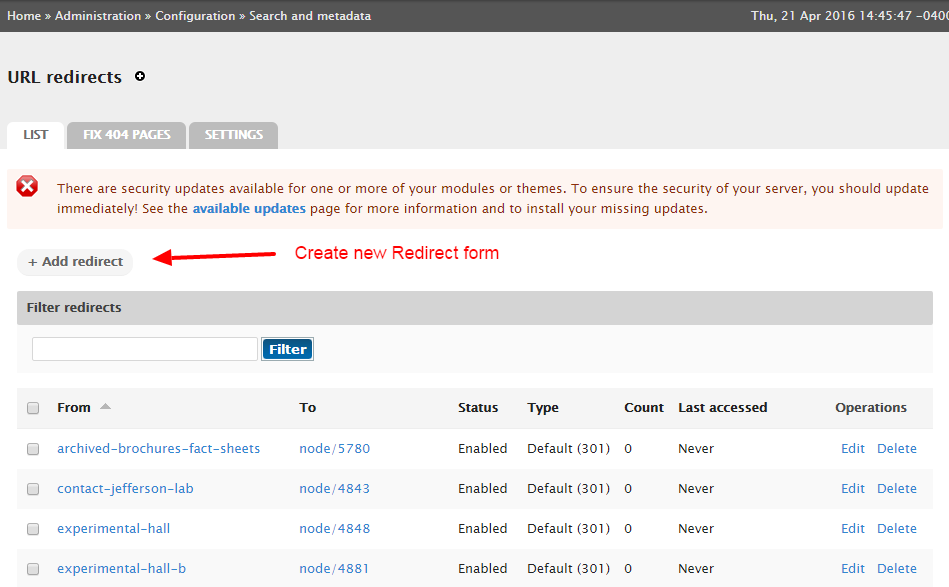 Home » Administration » Configuration » Search and metadata Thu, 21 Apr 2016 14:45:47 -040
URL redirects
LIST FIX 404 PAGES SETTINGS
There are security updates available for one or more of your modules or themes. To ensure the security of your server, you should update
immediately! See the available updates page for more information and to install your missing updates.
+ Add redirect Create new Redirect form
Filter redirects
Filter
From To Status Type Count Last accessed Operations
archived-brochures-fact-sheets node/5780 Enabled Default (301) 0 Never Edit Delete
contact-jefferson-lab node/4843 Enabled Default (301) 0 Never Edit Delete
experimental-hall node/4848 Enabled Default (301) 0 Never Edit Delete
experimental-hall-b node/4881 Enabled Default (301) 0 Never Edit Delete